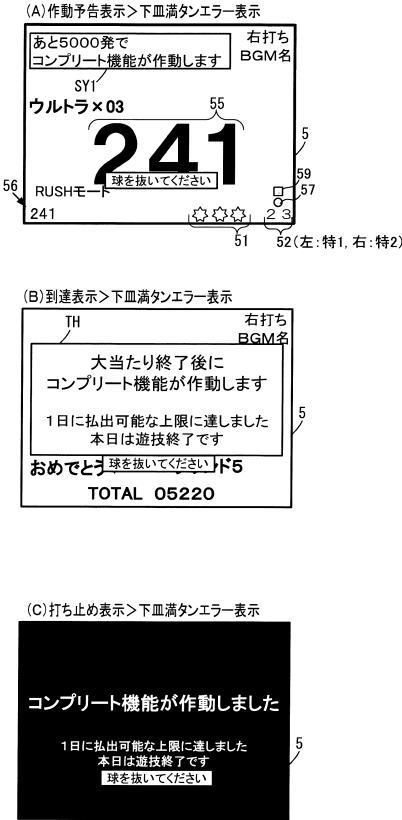 (A)作動予告表示>下皿満タンエラー表示
あと5000発で
コンプリート機能が作動します
右打ち
BGM名
SY1
ウルトラ×03
55
241
5
球を抜いてください
59
57
56
RUSHモード
241
2 3
51
52(左:特1, 右:特2)
(B)到達表示>下皿満タンエラー表示
TH
右打ち
BGM名
大当たり終了後に
コンプリート機能が作動します
1日に払出可能な上限に達しました
本日は遊技終了です
5
おめでとう
球を抜いてください
ド5
TOTAL 05220
(C)打ち止め表示>下皿満タンエラー表示
コンプリート機能が作動しました
1日に払出可能な上限に達しました
本日は遊技終了です
球を抜いてください
5